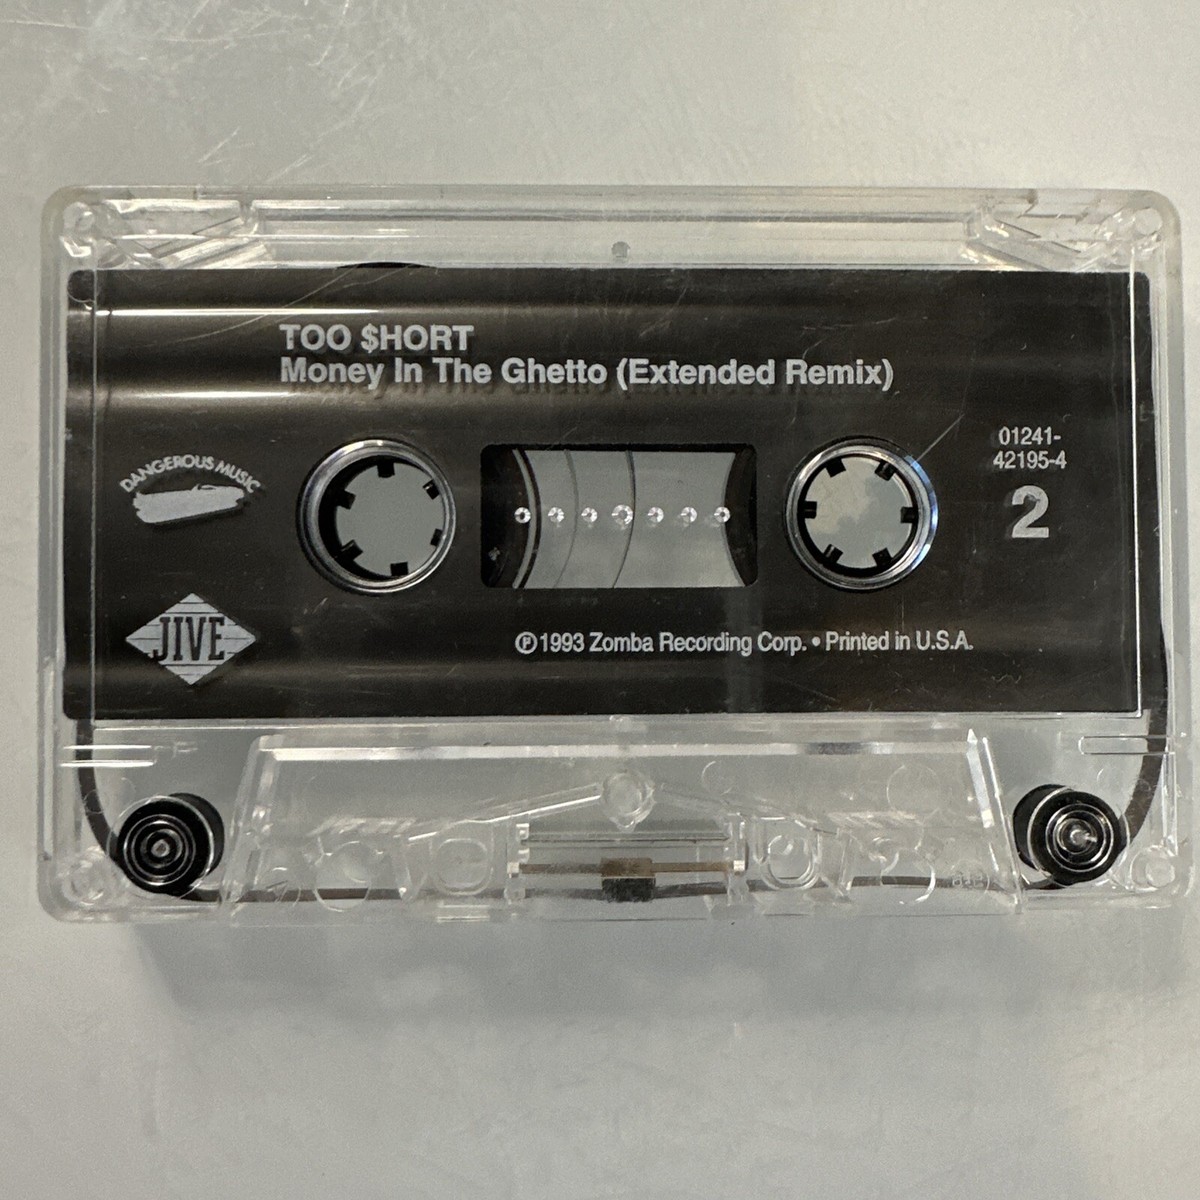 TOO $HORT
Money In The Ghetto (Extended Remix)
DANGEROUS MUSIC
01241-
42195-4
2
JIVE
Ⓟ1993 Zomba Recording Corp. • Printed in U.S.A.